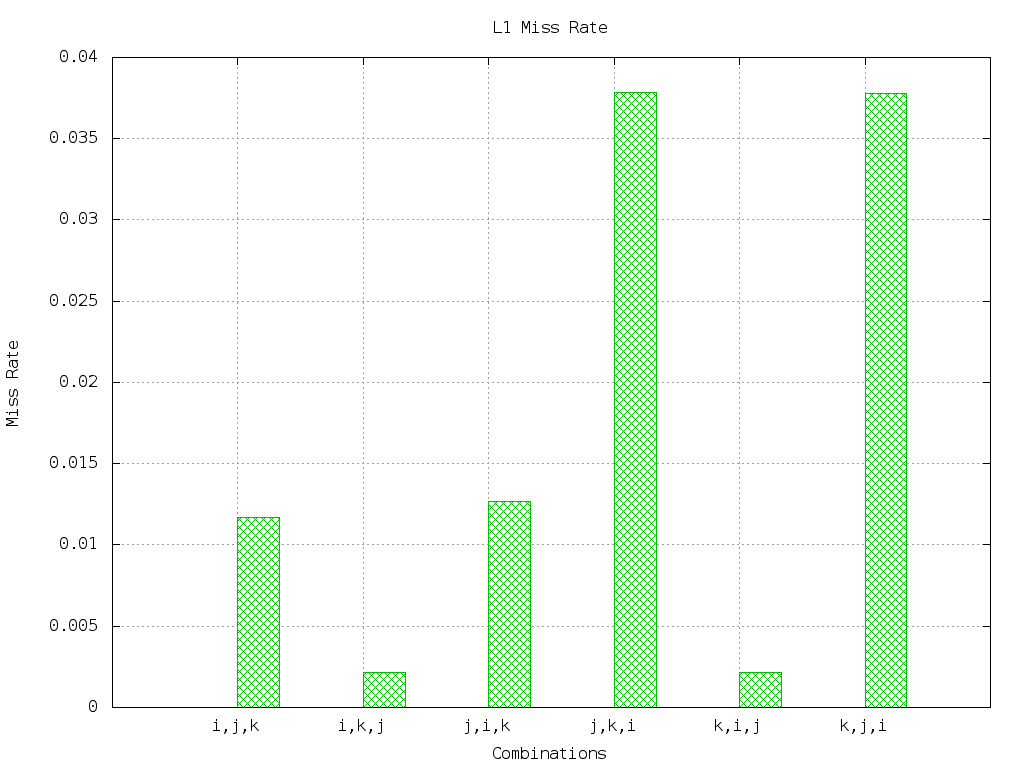 L1 Miss Rate
0.04
0.035
0.03
0.025
0.02
0.015
0.01
0.005
0
Miss Rate
i,j,k
i,k,j
j,i,k
j,k,i
k,i,j
k,j,i
Combinations